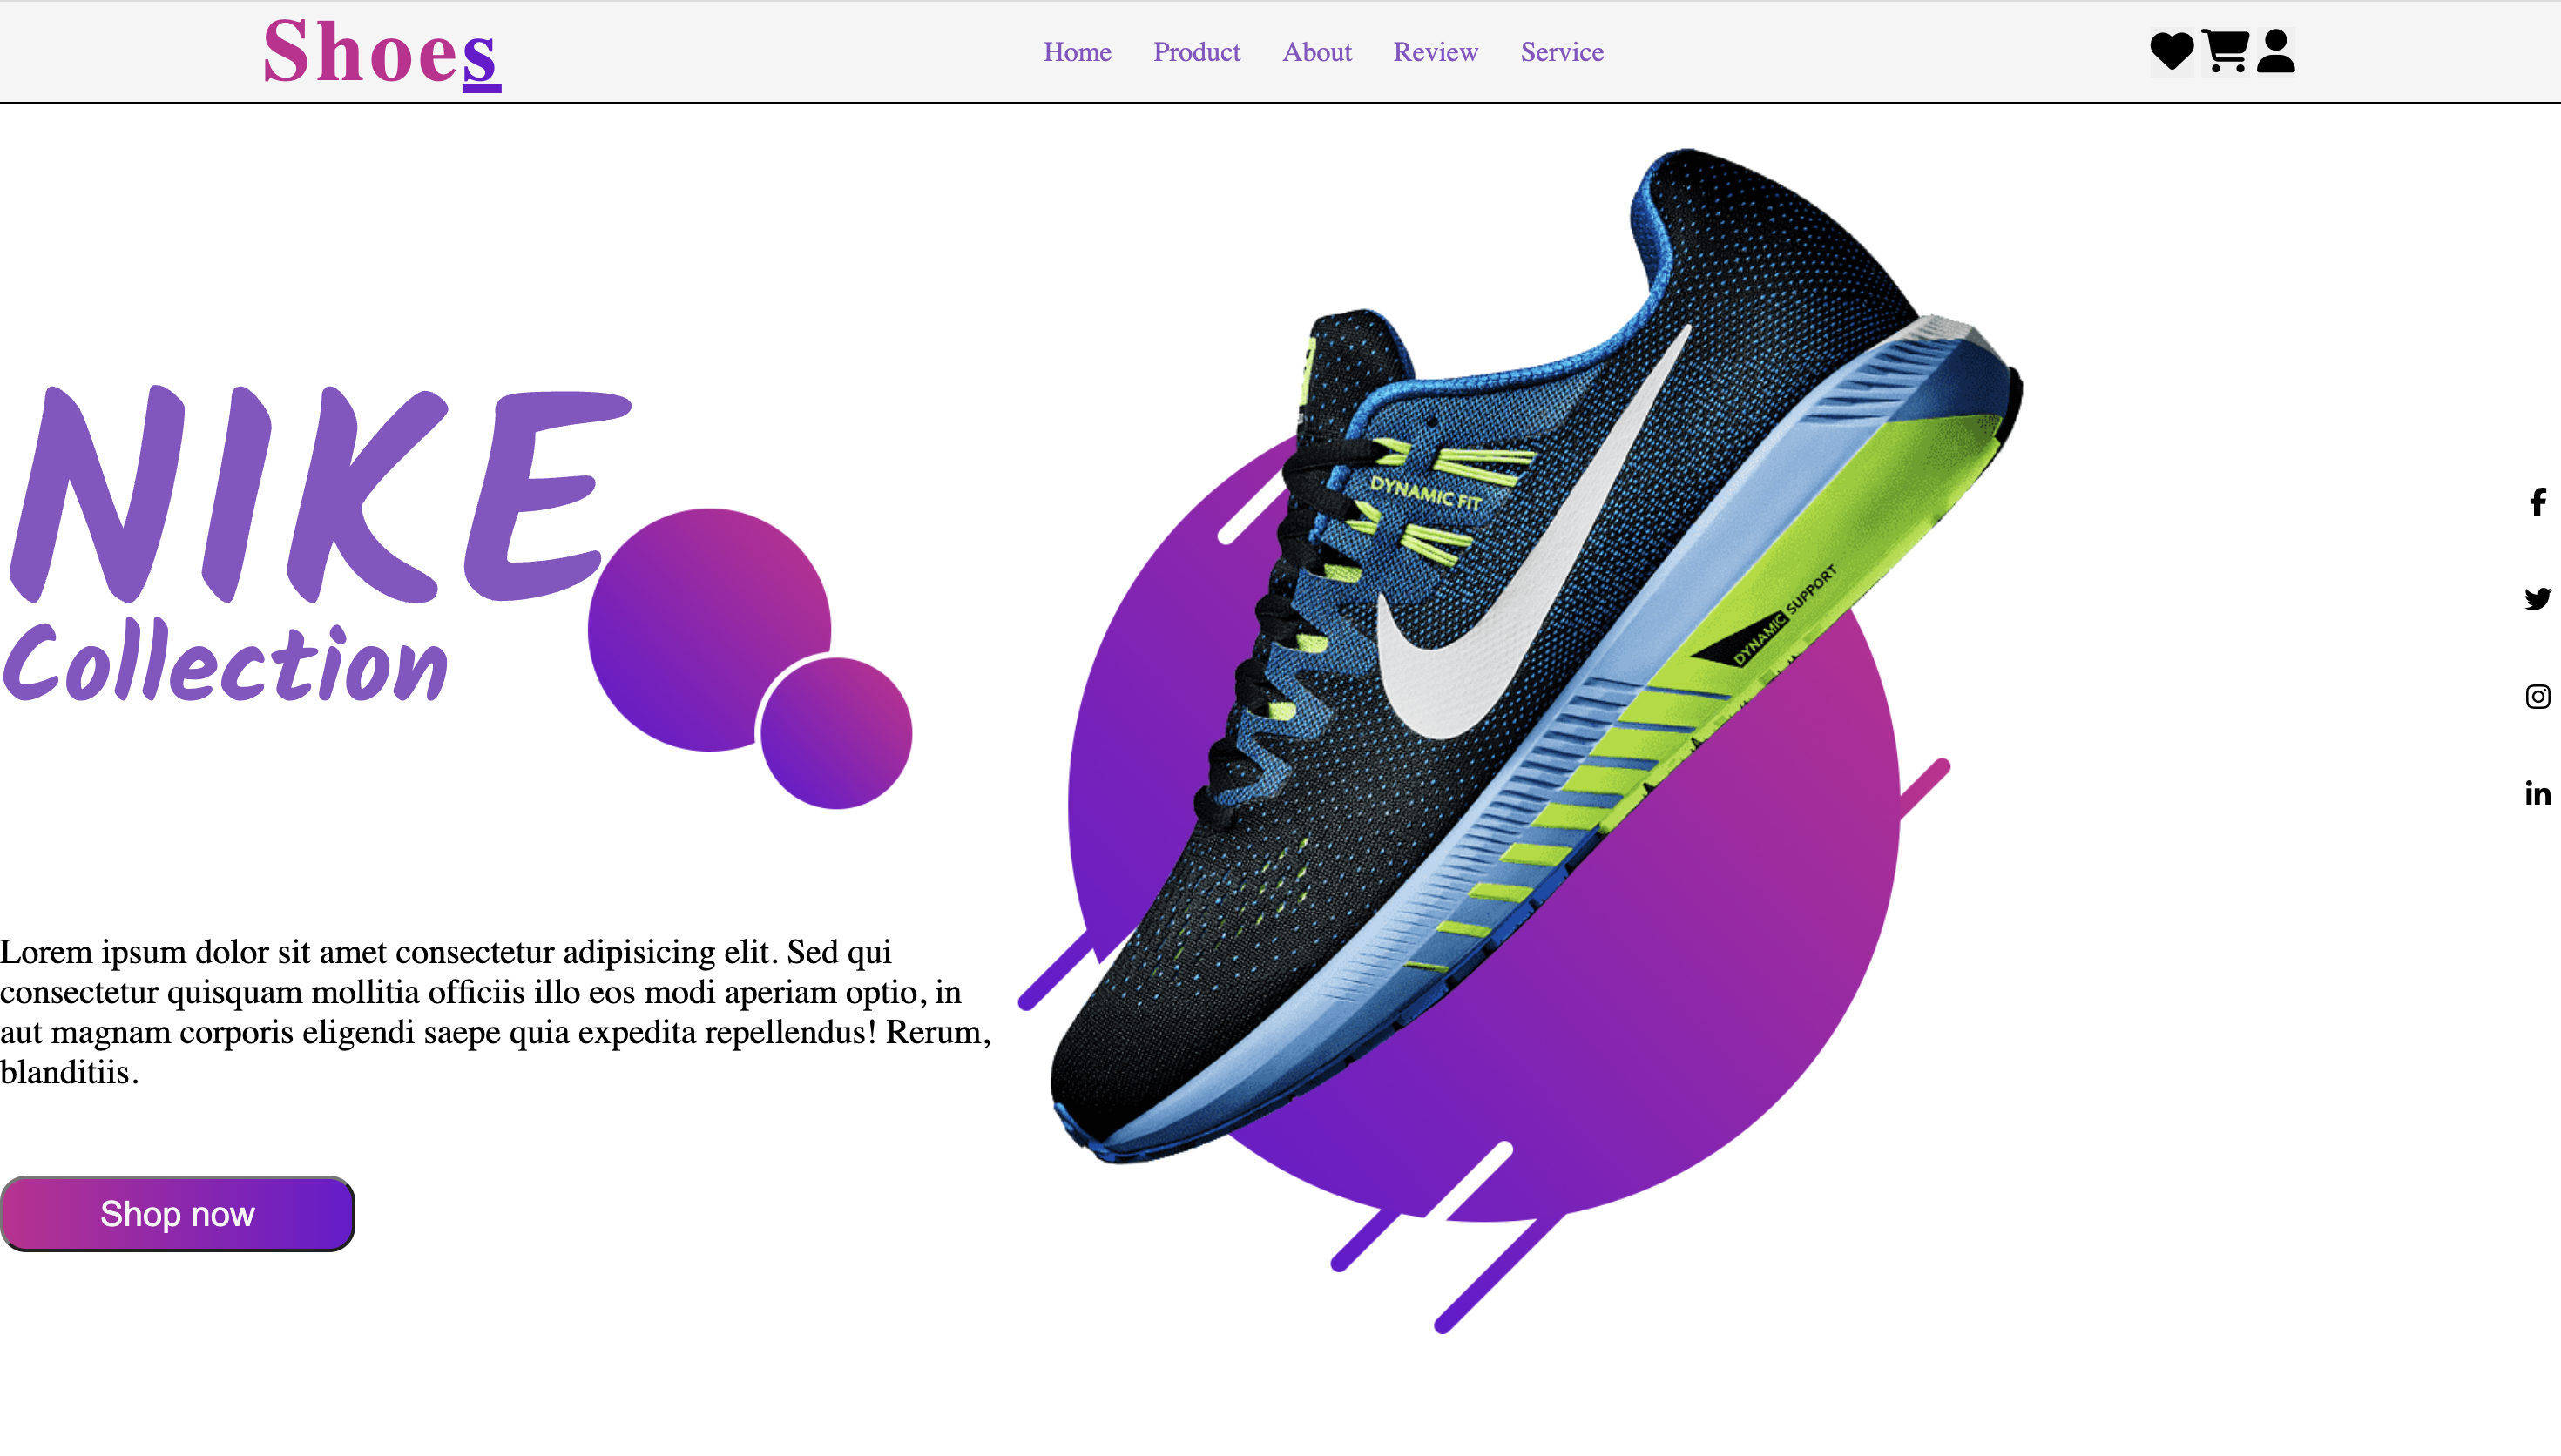 Shoes
Home Product About Review Service
NIKE
Collection
DYNAMIC FIT
DYNAMIC SUPPORT
Lorem ipsum dolor sit amet consectetur adipisicing elit. Sed qui
consectetur quisquam mollitia officiis illo eos modi aperiam optio, in
aut magnam corporis eligendi saepe quia expedita repellendus! Rerum,
blanditiis.
Shop now